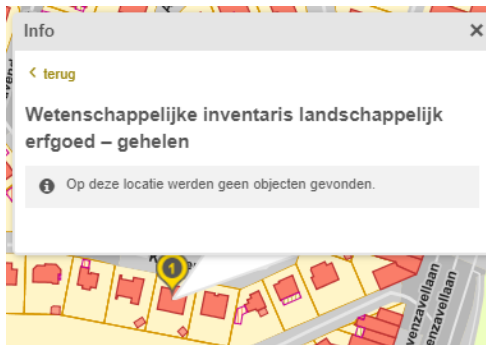 Info
terug
Wetenschappelijke inventaris landschappelijk
erfgoed – gehelen
Op deze locatie werden geen objecten gevonden.
1
venzavellaan
venzavellaan